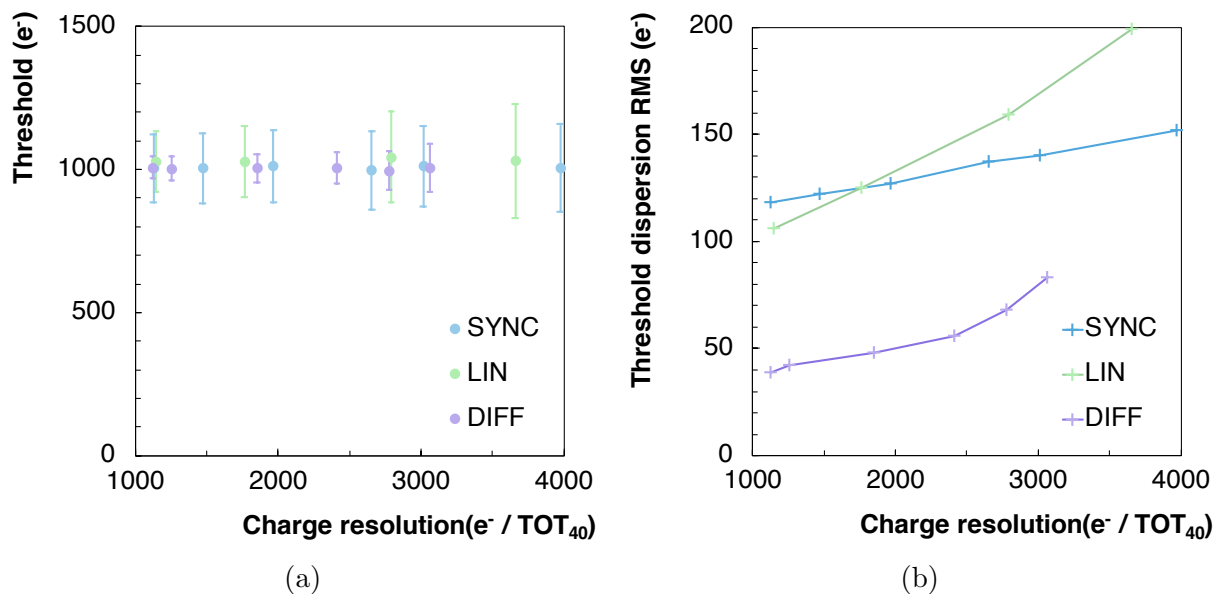 Threshold (e⁻)
1500
1000
500
0
SYNC
LIN
DIFF
1000
2000
3000
4000
Charge resolution(e⁻ / TOT₄₀)
(a)
Threshold dispersion RMS (e⁻)
200
150
100
50
0
SYNC
LIN
DIFF
1000
2000
3000
4000
Charge resolution(e⁻ / TOT₄₀)
(b)